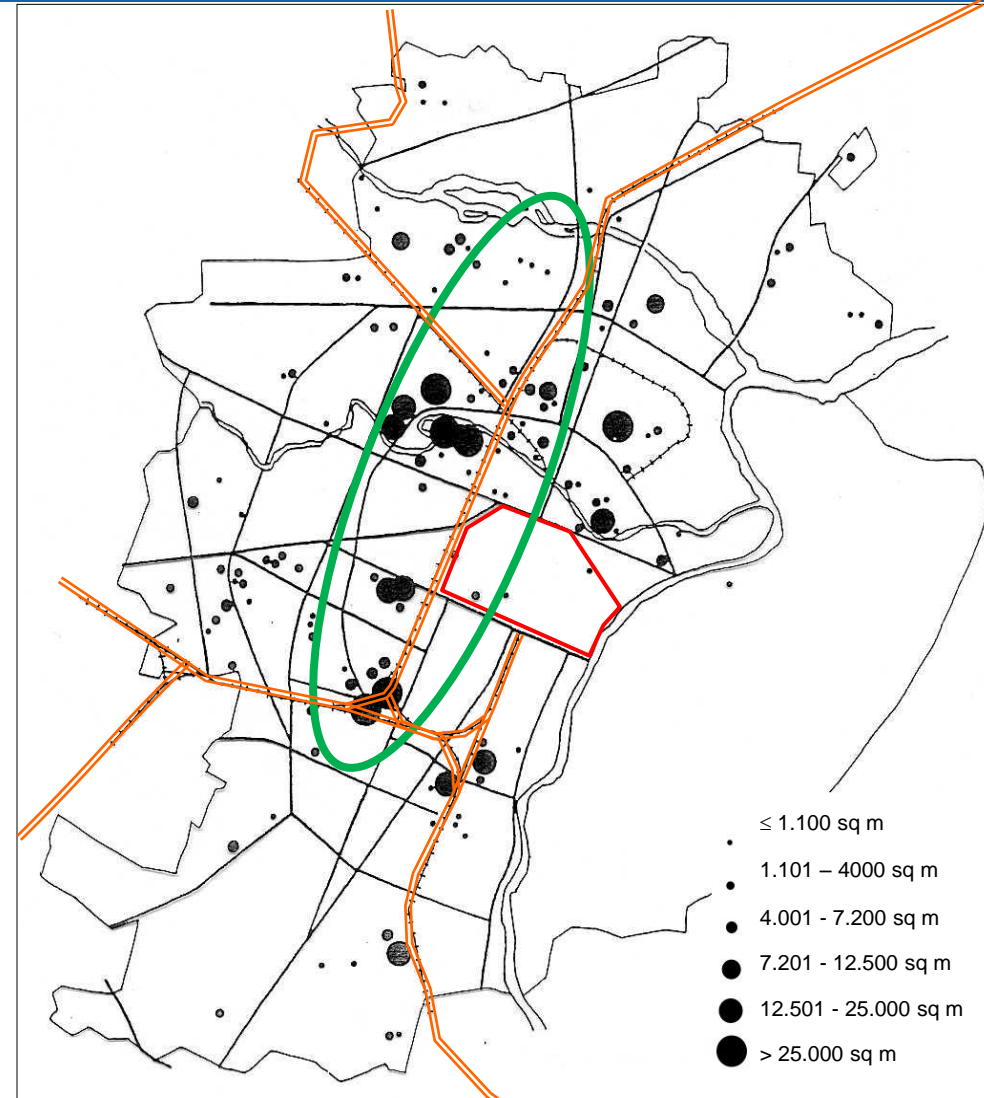 ≤ 1.100 sq m
1.101 – 4000 sq m
4.001 - 7.200 sq m
7.201 - 12.500 sq m
12.501 - 25.000 sq m
> 25.000 sq m